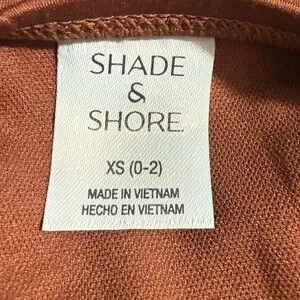 SHADE
&
SHORE.
XS (0-2)
MADE IN VIETNAM
HECHO EN VIETNAM